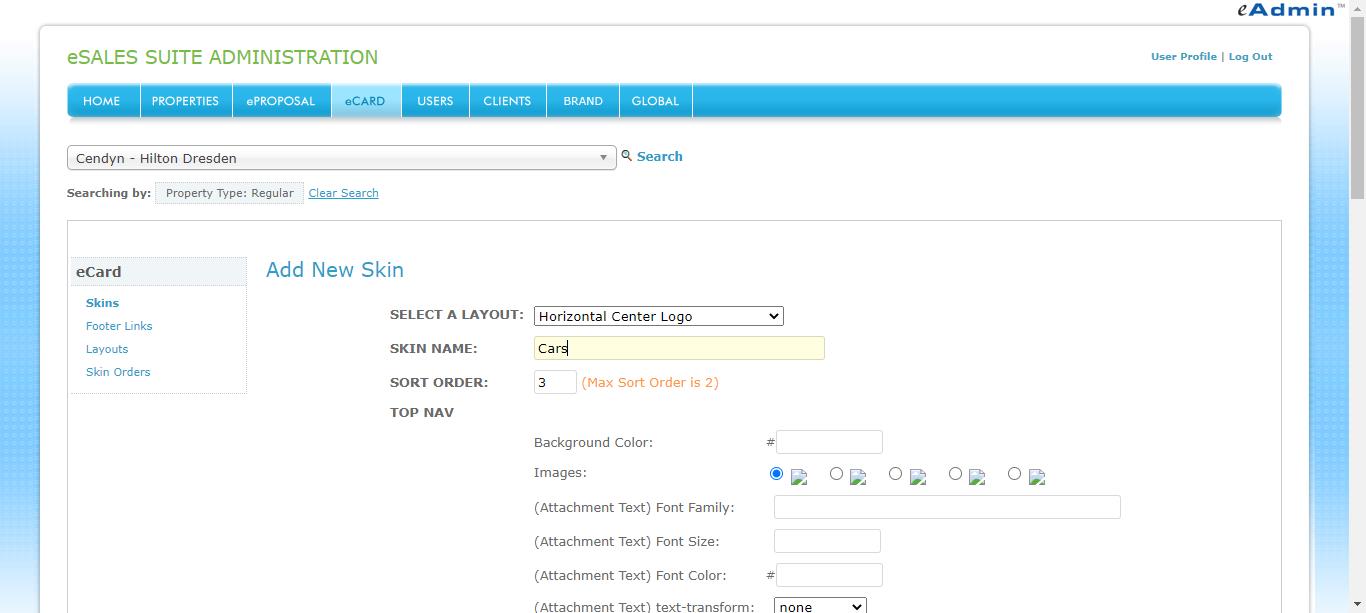 eAdmin™
eSALES SUITE ADMINISTRATION
User Profile | Log Out
HOME PROPERTIES ePROPOSAL eCARD USERS CLIENTS BRAND GLOBAL
Cendyn - Hilton Dresden
Search
Searching by: Property Type: Regular Clear Search
eCard
Skins
Footer Links
Layouts
Skin Orders
Add New Skin
SELECT A LAYOUT: Horizontal Center Logo
SKIN NAME: Cars
SORT ORDER: 3 (Max Sort Order is 2)
TOP NAV
Background Color: #
Images:
(Attachment Text) Font Family:
(Attachment Text) Font Size:
(Attachment Text) Font Color: #
(Attachment Text) text-transform: none